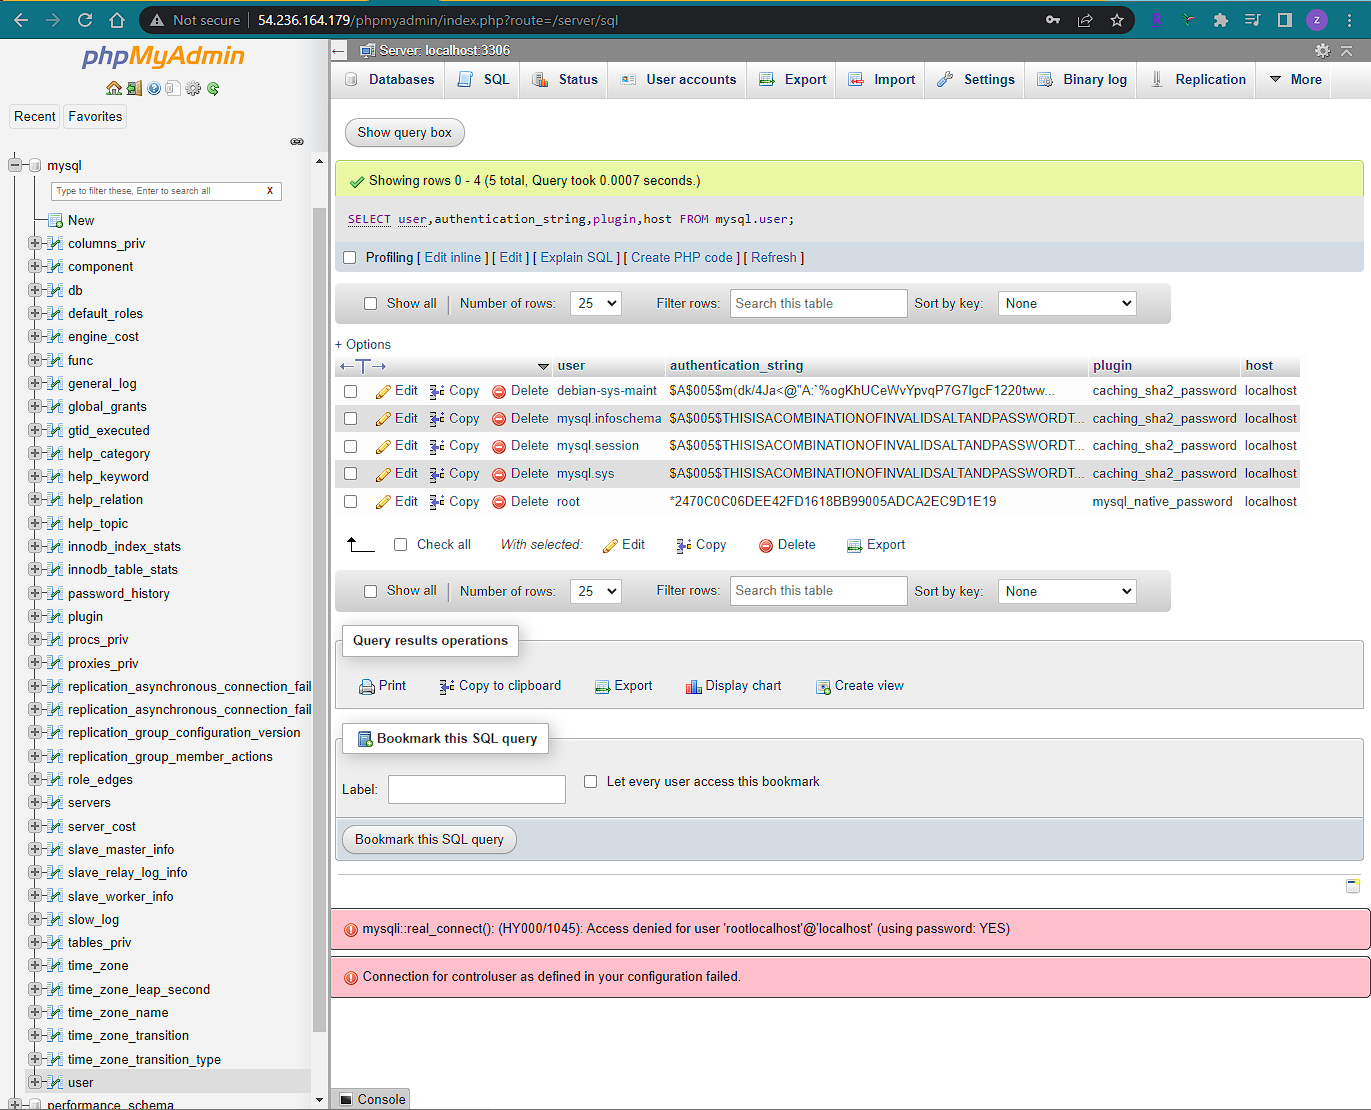 Not secure
54.236.164.179/phpmyadmin/index.php?route=/server/sql
Z
phpMyAdmin
Recent
Favorites
mysql
Type to filter these, Enter to search all
X
New
columns_priv
component
db
default_roles
engine_cost
func
general_log
global_grants
gtid_executed
help_category
help_keyword
help_relation
help_topic
innodb_index_stats
innodb_table_stats
password_history
plugin
procs_priv
proxies_priv
replication_asynchronous_connection_fail
replication_asynchronous_connection_fail
replication_group_configuration_version
replication_group_member_actions
role_edges
servers
server_cost
slave_master_info
slave_relay_log_info
slave_worker_info
slow_log
tables_priv
time_zone
time_zone_leap_second
time_zone_name
time_zone_transition
time_zone_transition_type
user
performance_schema
Server: localhost:3306
Databases SQL Status User accounts Export Import Settings Binary log Replication More
Show query box
Showing rows 0 - 4 (5 total, Query took 0.0007 seconds.)
SELECT user,authentication_string,plugin,host FROM mysql.user;
Profiling [ Edit inline ] [ Edit ] [ Explain SQL ] [ Create PHP code ] [ Refresh ]
Show all Number of rows: 25 Filter rows: Search this table Sort by key: None
+ Options
user authentication_string plugin host
Edit Copy Delete debian-sys-maint $A$005$m(dk/4Ja<@"A:`%ogKhUCeWvYpvqP7G7IgcF1220tww... caching_sha2_password localhost
Edit Copy Delete mysql.infoschema $A$005$THISISACOMBINATIONOFINVALIDSALTANDPASSWORDT... caching_sha2_password localhost
Edit Copy Delete mysql.session $A$005$THISISACOMBINATIONOFINVALIDSALTANDPASSWORDT... caching_sha2_password localhost
Edit Copy Delete mysql.sys $A$005$THISISACOMBINATIONOFINVALIDSALTANDPASSWORDT... caching_sha2_password localhost
Edit Copy Delete root *2470C0C06DEE42FD1618BB99005ADCA2EC9D1E19 mysql_native_password localhost
Check all With selected: Edit Copy Delete Export
Show all Number of rows: 25 Filter rows: Search this table Sort by key: None
Query results operations
Print Copy to clipboard Export Display chart Create view
Bookmark this SQL query
Label: Let every user access this bookmark
Bookmark this SQL query
mysqli::real_connect(): (HY000/1045): Access denied for user 'rootlocalhost'@'localhost' (using password: YES)
Connection for controluser as defined in your configuration failed.
Console